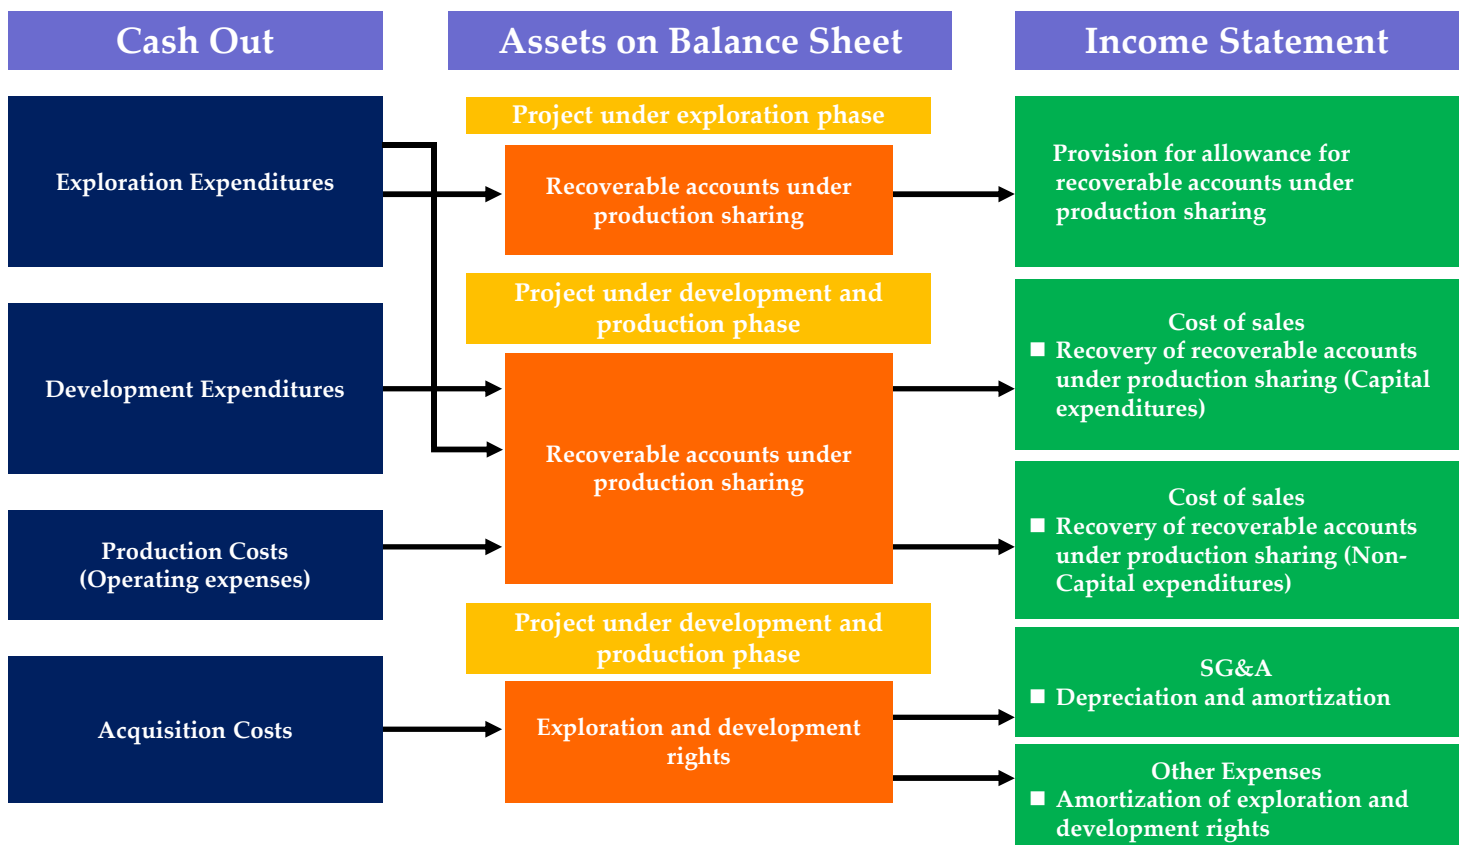 Cash Out
Assets on Balance Sheet
Income Statement
Exploration Expenditures
Project under exploration phase
Recoverable accounts under
production sharing
Provision for allowance for
recoverable accounts under
production sharing
Development Expenditures
Project under development and
production phase
Recoverable accounts under
production sharing
Cost of sales
Recovery of recoverable accounts
under production sharing (Capital
expenditures)
Production Costs
(Operating expenses)
Cost of sales
Recovery of recoverable accounts
under production sharing (Non-
Capital expenditures)
Acquisition Costs
Project under development and
production phase
Exploration and development
rights
SG&A
Depreciation and amortization
Other Expenses
Amortization of exploration and
development rights